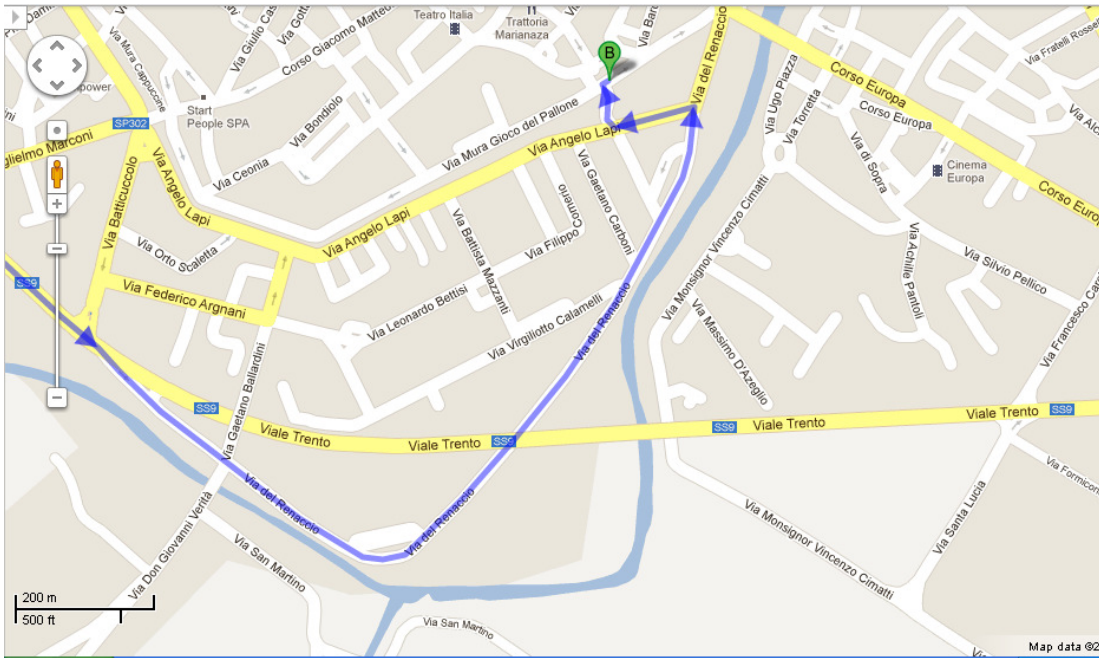 Teatro Italia
Trattoria
Marianaza
Via Giulio
Corso Giacomo Matteo
Via Mura Cappuccine
power
Start
People SPA
Via Bondiolo
Via Mura Gioco del Pallone
Via del Renaccio
Via Ugo Piazza
Via Torretta
Corso Europa
Corso Europa
Via Fratelli Rosse
Via di Sopra
Cinema
Europa
Corso Europ
SP302
glielmo Marconi
Via Angelo Lapi
Via Ceonia
Via Angelo Lapi
Via Angelo Lapi
B
Via Batticuccolo
Via Orto Scaletta
Via Federico Argnani
Via Battista Mazzanti
Via Filippo Comerio
Via Gaetano Carboni
Via Leonardo Bettisi
Via Virgiliotto Calamelli
Via del Renaccio
Via Monsignor Vincenzo Cimatti
Via Massimo D'Azeglio
Via Achille Pantoli
Via Silvio Pellico
Via Francesco
SS9
SS9
Viale Trento
Viale Trento
SS9
SS9
Viale Trento
Viale Trento
SS9
Via Gaetano Ballardini
Via del Renaccio
Via del Renaccio
Via Don Giovanni Verità
Via San Martino
Via San Martino
Via Monsignor Vincenzo Cimatti
Via Santa Lucia
Via Formicon
200 m
500 ft
Map data ©2